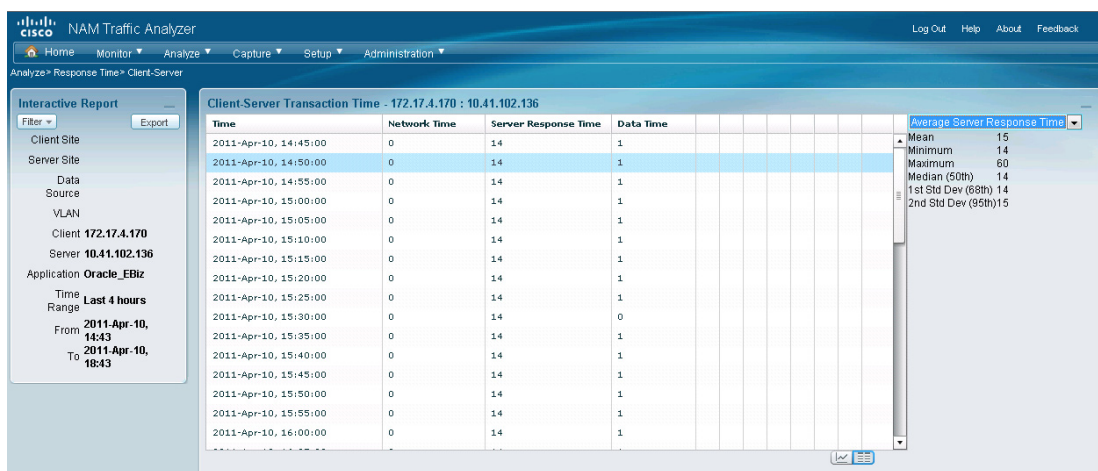 cisco NAM Traffic Analyzer
Log Out Help About Feedback
Home Monitor Analyze Capture Setup Administration
Analyze> Response Time> Client-Server
Interactive Report
Filter Export
Client Site
Server Site
Data Source
VLAN
Client 172.17.4.170
Server 10.41.102.136
Application Oracle_EBiz
Time Range Last 4 hours
From 2011-Apr-10, 14:43
To 2011-Apr-10, 18:43
Client-Server Transaction Time - 172.17.4.170 : 10.41.102.136
Time Network Time Server Response Time Data Time
2011-Apr-10, 14:45:00 0 14 1
2011-Apr-10, 14:50:00 0 14 1
2011-Apr-10, 14:55:00 0 14 1
2011-Apr-10, 15:00:00 0 14 1
2011-Apr-10, 15:05:00 0 14 1
2011-Apr-10, 15:10:00 0 14 1
2011-Apr-10, 15:15:00 0 14 1
2011-Apr-10, 15:20:00 0 14 1
2011-Apr-10, 15:25:00 0 14 1
2011-Apr-10, 15:30:00 0 14 0
2011-Apr-10, 15:35:00 0 14 1
2011-Apr-10, 15:40:00 0 14 1
2011-Apr-10, 15:45:00 0 14 1
2011-Apr-10, 15:50:00 0 14 1
2011-Apr-10, 15:55:00 0 14 1
2011-Apr-10, 16:00:00 0 14 1
Average Server Response Time
Mean 15
Minimum 14
Maximum 60
Median (50th) 14
1st Std Dev (68th) 14
2nd Std Dev (95th) 15